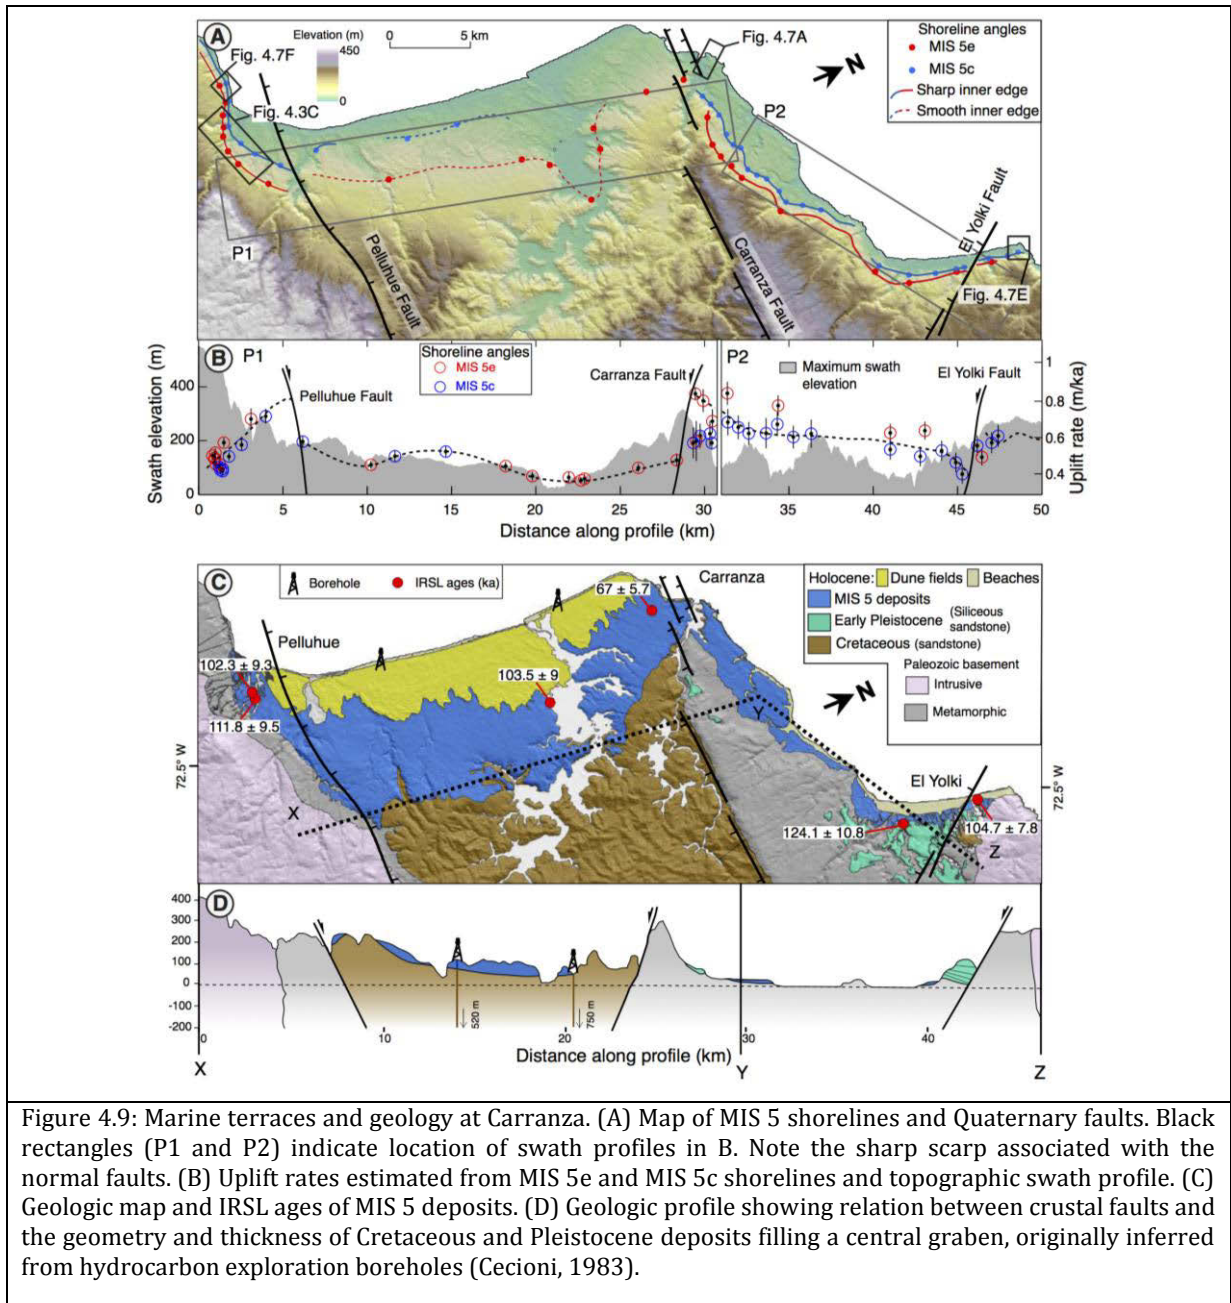 A
Elevation (m)
450
0
0
5 km
Fig. 4.7F
Fig. 4.3C
Fig. 4.7A
N
Shoreline angles
MIS 5e
MIS 5c
Sharp inner edge
Smooth inner edge
P2
P1
Pelluhue Fault
Carranza Fault
El Yolki Fault
Fig. 4.7E
B
P1
Shoreline angles
MIS 5e
MIS 5c
Pelluhue Fault
Carranza Fault
P2
Maximum swath
elevation
El Yolki Fault
Swath elevation (m)
400
200
0
1
0.8
0.6
0.4
Uplift rate (m/ka)
0 5 10 15 20 25 30 35 40 45 50
Distance along profile (km)
C
Borehole
IRSL ages (ka)
67 ± 5.7
Carranza
Holocene: Dune fields Beaches
MIS 5 deposits
Early Pleistocene (Siliceous
sandstone)
Cretaceous (sandstone)
Paleozoic basement
Intrusive
Metamorphic
Pelluhue
102.3 ± 9.3
111.8 ± 9.5
103.5 ± 9
N
Y
El Yolki
72.5° W
72.5° W
X
124.1 ± 10.8
104.7 ± 7.8
Z
D
400
300
200
100
0
-100
-200
520 m
750 m
0 10 20 30 40
Distance along profile (km)
X Y Z
Figure 4.9: Marine terraces and geology at Carranza. (A) Map of MIS 5 shorelines and Quaternary faults. Black
rectangles (P1 and P2) indicate location of swath profiles in B. Note the sharp scarp associated with the
normal faults. (B) Uplift rates estimated from MIS 5e and MIS 5c shorelines and topographic swath profile. (C)
Geologic map and IRSL ages of MIS 5 deposits. (D) Geologic profile showing relation between crustal faults and
the geometry and thickness of Cretaceous and Pleistocene deposits filling a central graben, originally inferred
from hydrocarbon exploration boreholes (Cecioni, 1983).